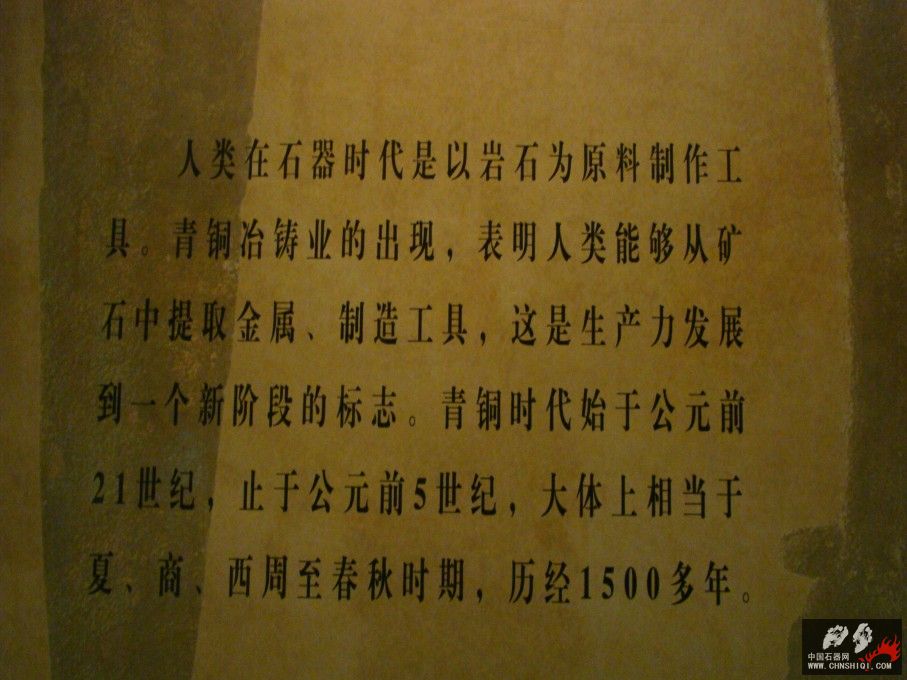 人类在石器时代是以岩石为原料制作工
具。青铜冶铸业的出现，表明人类能够从矿
石中提取金属、制造工具，这是生产力发展
到一个新阶段的标志。青铜时代始于公元前
21世纪，止于公元前5世纪，大体上相当于
夏、商、西周至春秋时期，历经1500多年。
中国石器网
WWW.CHNSHIQI.COM